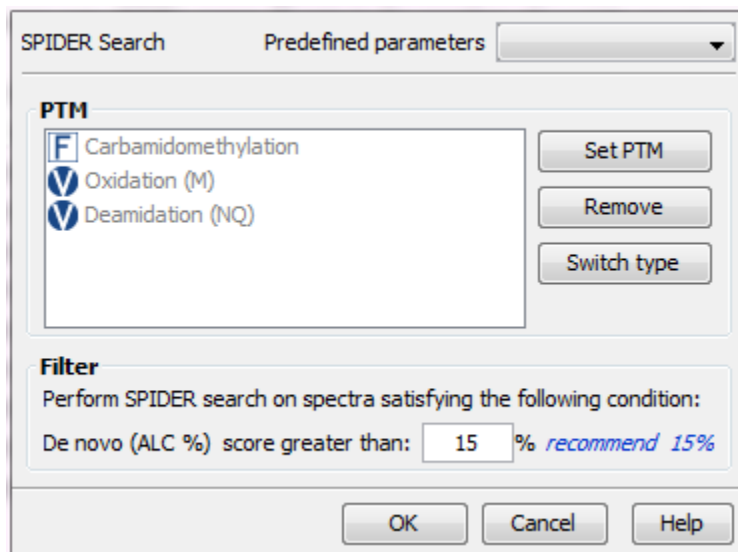 SPIDER Search Predefined parameters
PTM
F Carbamidomethylation
V Oxidation (M)
V Deamidation (NQ)
Set PTM
Remove
Switch type
Filter
Perform SPIDER search on spectra satisfying the following condition:
De novo (ALC %) score greater than: 15 % recommend 15%
OK Cancel Help